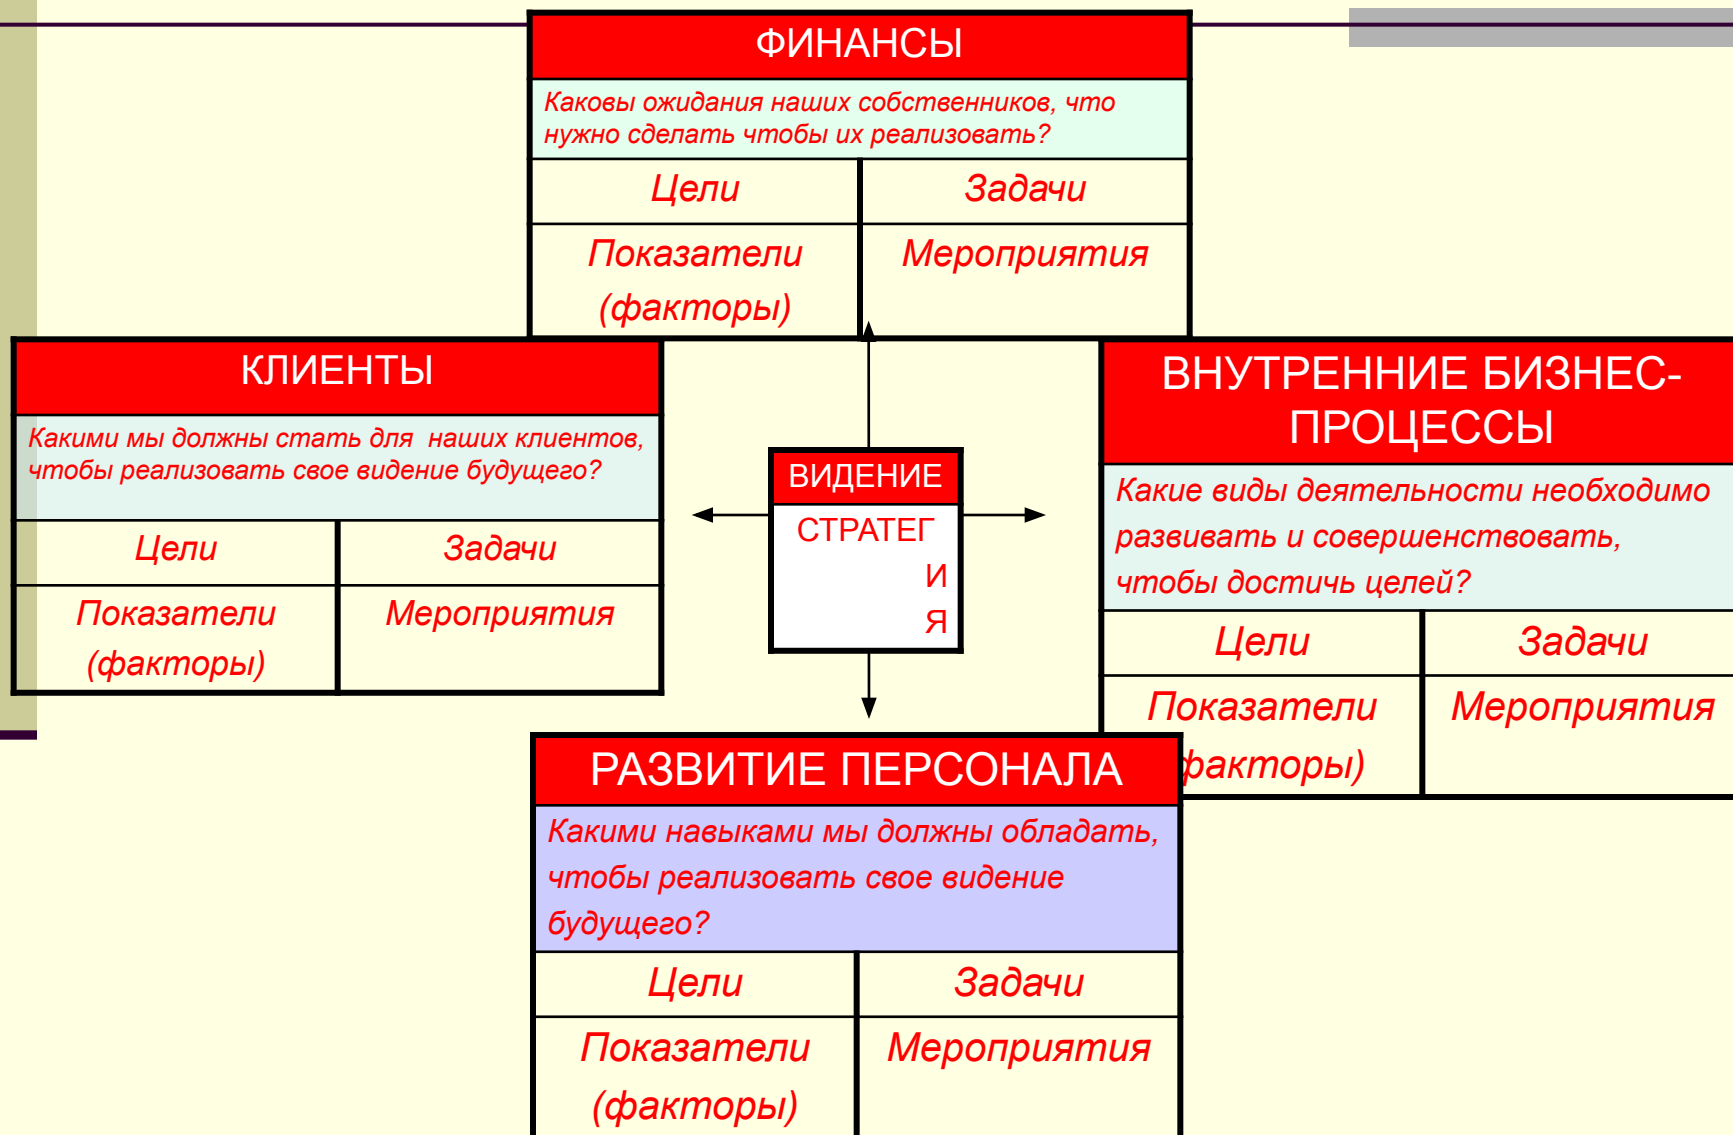 ФИНАНСЫ
Каковы ожидания наших собственников, что
нужно сделать чтобы их реализовать?
Цели
Задачи
Показатели
(факторы)
Мероприятия
КЛИЕНТЫ
Какими мы должны стать для наших клиентов,
чтобы реализовать свое видение будущего?
Цели
Задачи
Показатели
(факторы)
Мероприятия
ВИДЕНИЕ
СТРАТЕГ
И
Я
ВНУТРЕННИЕ БИЗНЕС-
ПРОЦЕССЫ
Какие виды деятельности необходимо
развивать и совершенствовать,
чтобы достичь целей?
Цели
Задачи
Показатели
факторы)
Мероприятия
РАЗВИТИЕ ПЕРСОНАЛА
Какими навыками мы должны обладать,
чтобы реализовать свое видение
будущего?
Цели
Задачи
Показатели
(факторы)
Мероприятия